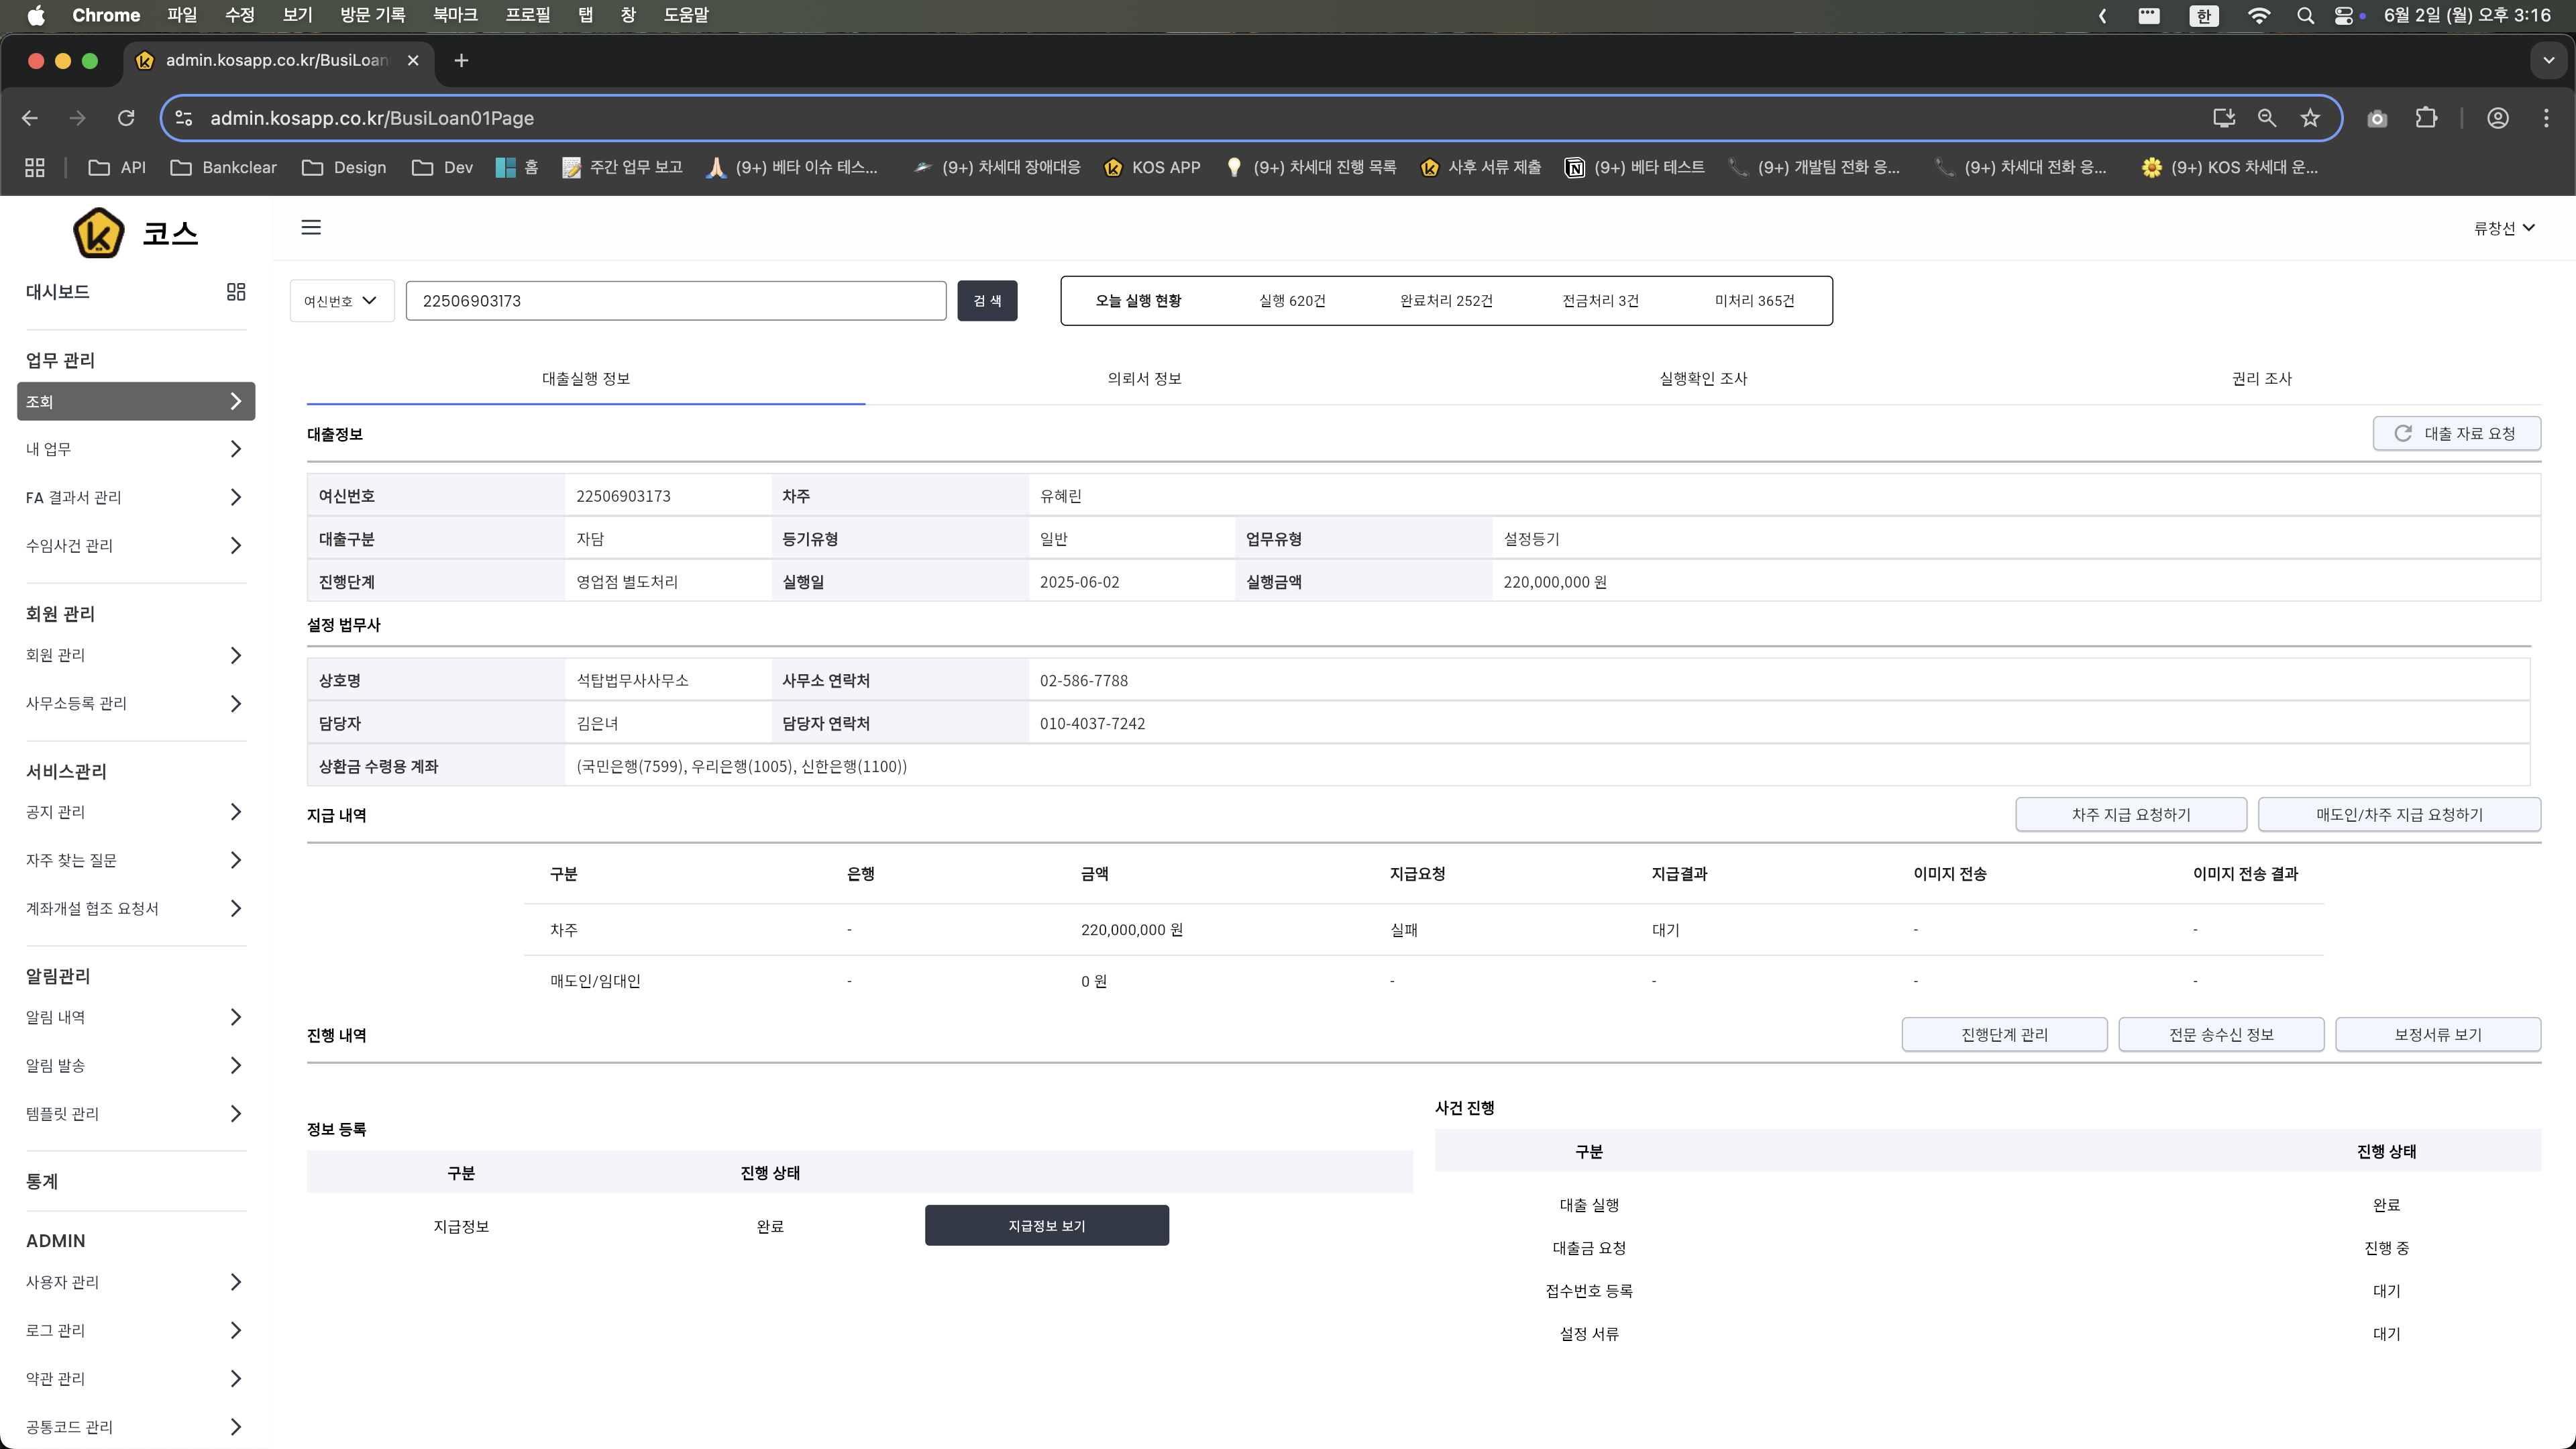 Chrome 파일 수정 보기 방문 기록 북마크 프로필 탭 창 도움말 한 6월 2일 (월) 오후 3:16
admin.kosapp.co.kr/BusiLoan
admin.kosapp.co.kr/BusiLoan01Page
API Bankclear Design Dev 홈 주간 업무 보고 (9+) 베타 이슈 테스... (9+) 차세대 장애대응 KOS APP (9+) 차세대 진행 목록 사후 서류 제출 (9+) 베타 테스트 (9+) 개발팀 전화 응... (9+) 차세대 전화 응... (9+) KOS 차세대 운...
코스
류창선
대시보드
업무 관리
조회
내 업무
FA 결과서 관리
수임사건 관리
회원 관리
회원 관리
사무소등록 관리
서비스관리
공지 관리
자주 찾는 질문
계좌개설 협조 요청서
알림관리
알림 내역
알림 발송
템플릿 관리
통계
ADMIN
사용자 관리
로그 관리
약관 관리
공통코드 관리
여신번호 22506903173 검 색 오늘 실행 현황 실행 620건 완료처리 252건 전금처리 3건 미처리 365건
대출실행 정보 의뢰서 정보 실행확인 조사 권리 조사
대출정보 대출 자료 요청
여신번호 22506903173 차주 유혜린
대출구분 자담 등기유형 일반 업무유형 설정등기
진행단계 영업점 별도처리 실행일 2025-06-02 실행금액 220,000,000 원
설정 법무사
상호명 석탑법무사사무소 사무소 연락처 02-586-7788
담당자 김은녀 담당자 연락처 010-4037-7242
상환금 수령용 계좌 (국민은행(7599), 우리은행(1005), 신한은행(1100))
지급 내역 차주 지급 요청하기 매도인/차주 지급 요청하기
구분 은행 금액 지급요청 지급결과 이미지 전송 이미지 전송 결과
차주 - 220,000,000 원 실패 대기 - -
매도인/임대인 - 0 원 - - - -
진행 내역 진행단계 관리 전문 송수신 정보 보정서류 보기
정보 등록
구분 진행 상태
지급정보 완료 지급정보 보기
사건 진행
구분 진행 상태
대출 실행 완료
대출금 요청 진행 중
접수번호 등록 대기
설정 서류 대기